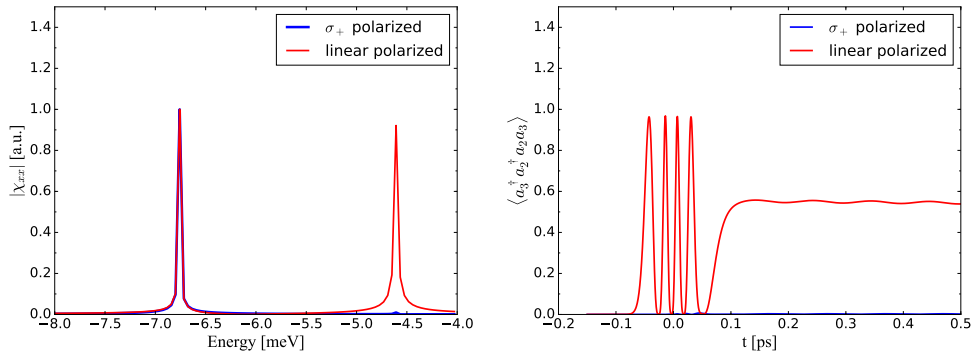 1.4
1.2
1.0
0.8
0.6
0.4
0.2
0.0
|χxx| [a.u.]
σ+ polarized
linear polarized
−8.0 −7.5 −7.0 −6.5 −6.0 −5.5 −5.0 −4.5 −4.0
Energy [meV]
1.4
1.2
1.0
0.8
0.6
0.4
0.2
0.0
⟨a₃†a₂†a₂a₃⟩
σ+ polarized
linear polarized
−0.2 −0.1 0.0 0.1 0.2 0.3 0.4 0.5
t [ps]